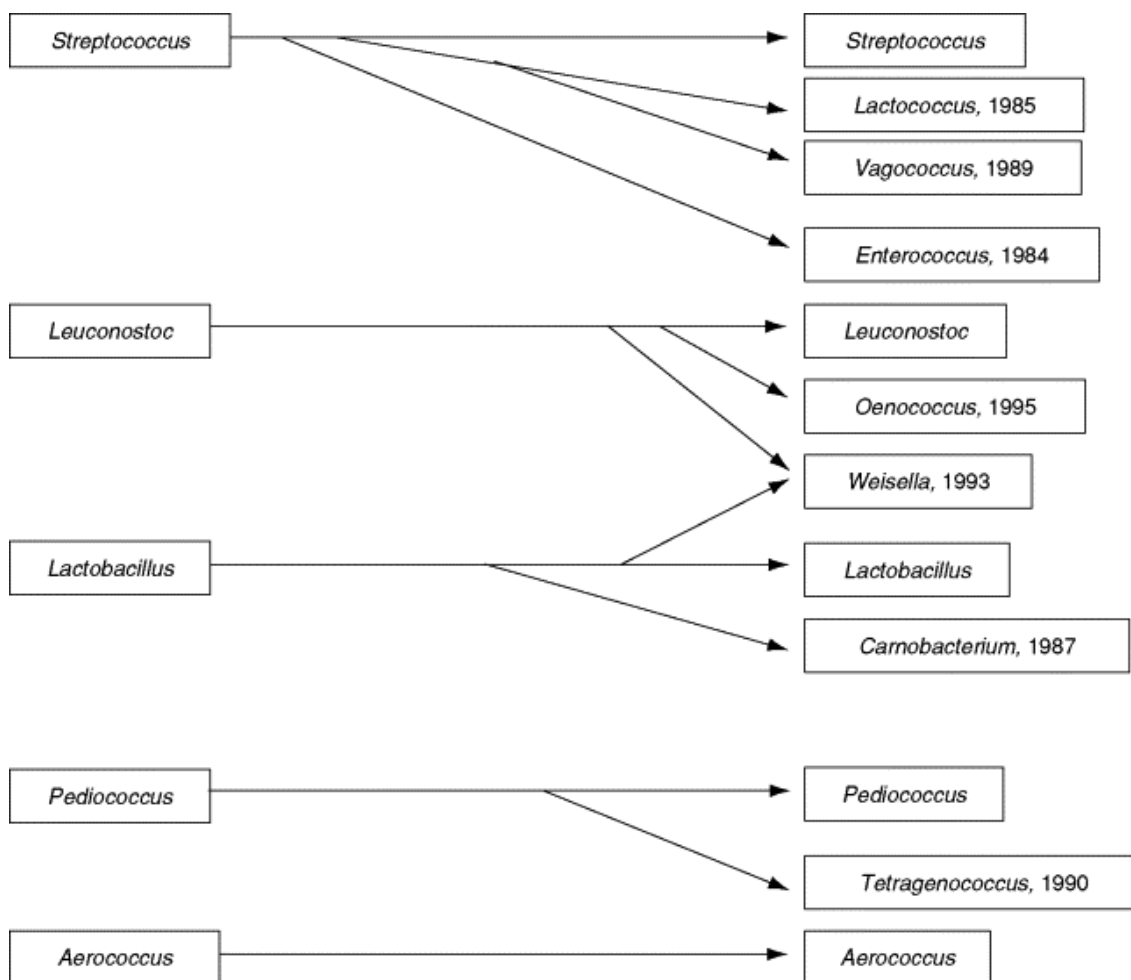 Streptococcus
Streptococcus
Lactococcus, 1985
Vagococcus, 1989
Enterococcus, 1984
Leuconostoc
Leuconostoc
Oenococcus, 1995
Weisella, 1993
Lactobacillus
Lactobacillus
Carnobacterium, 1987
Pediococcus
Pediococcus
Tetragenococcus, 1990
Aerococcus
Aerococcus